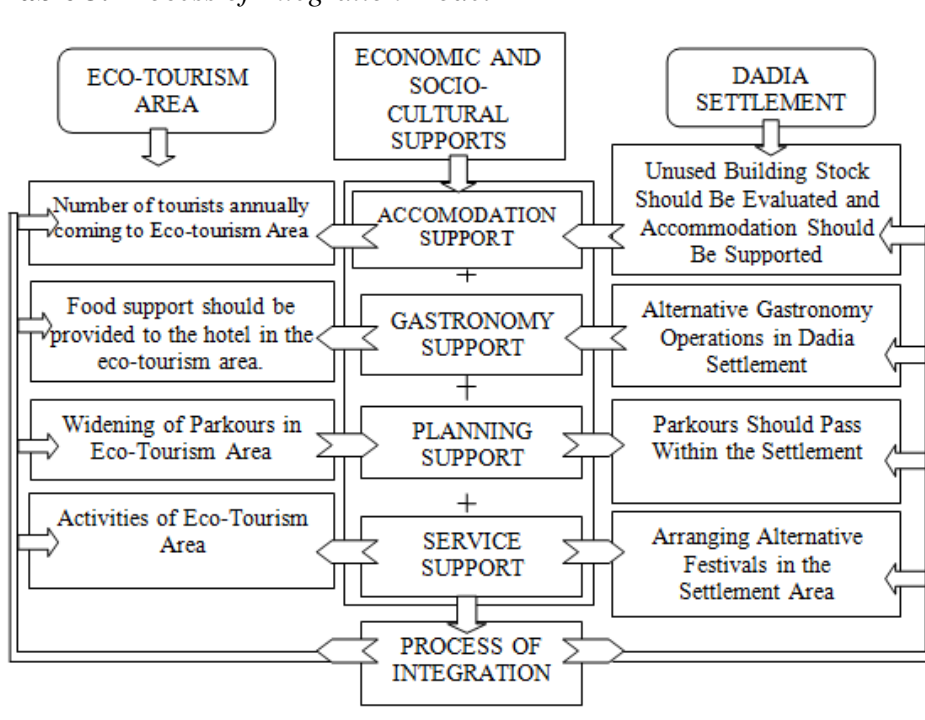 Process of Integration Model
ECO-TOURISM
AREA
ECONOMIC AND
SOCIO-
CULTURAL
SUPPORTS
DADIA
SETTLEMENT
Number of tourists annually
coming to Eco-tourism Area
ACCOMODATION
SUPPORT
Unused Building Stock
Should Be Evaluated and
Accommodation Should
Be Supported
+
Food support should be
provided to the hotel in the
eco-tourism area.
GASTRONOMY
SUPPORT
Alternative Gastronomy
Operations in Dadia
Settlement
+
Widening of Parkours in
Eco-Tourism Area
PLANNING
SUPPORT
Parkours Should Pass
Within the Settlement
+
Activities of Eco-Tourism
Area
SERVICE
SUPPORT
Arranging Alternative
Festivals in the
Settlement Area
PROCESS OF
INTEGRATION